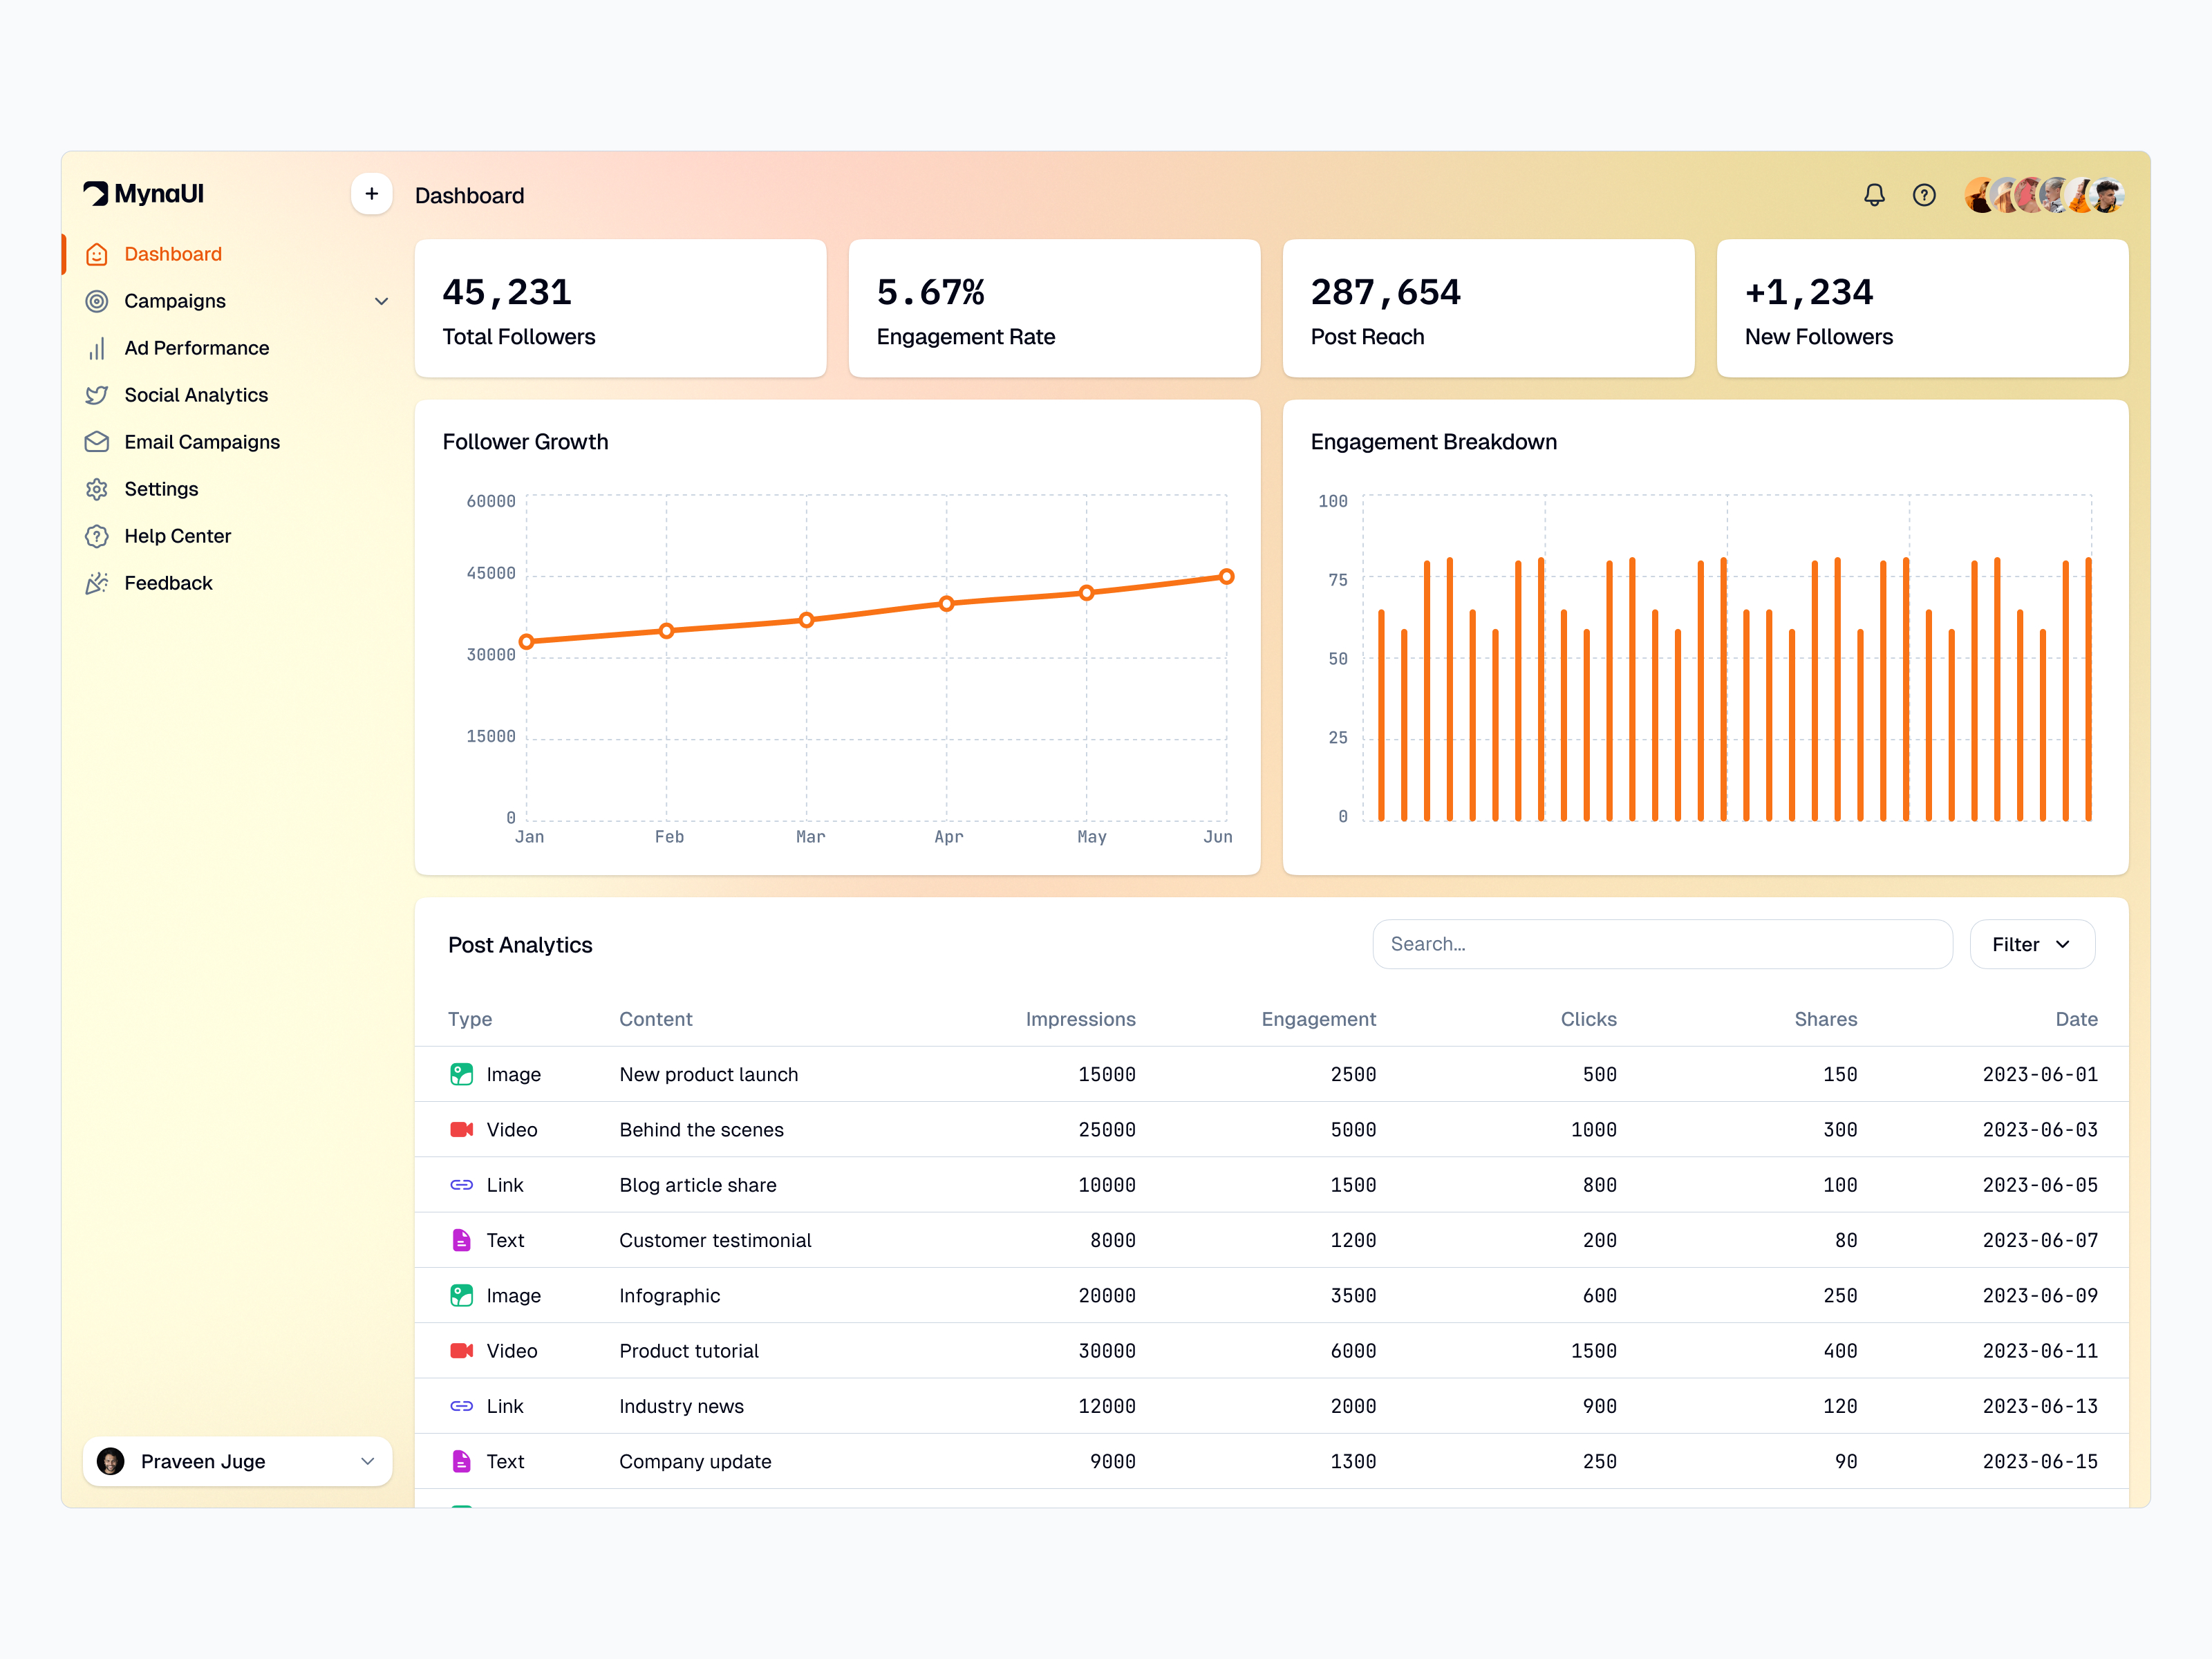 MynaUI
+
Dashboard
Dashboard
Campaigns
Ad Performance
Social Analytics
Email Campaigns
Settings
Help Center
Feedback
Praveen Juge
45,231
Total Followers
5.67%
Engagement Rate
287,654
Post Reach
+1,234
New Followers
Follower Growth
60000
45000
30000
15000
0
Jan Feb Mar Apr May Jun
Engagement Breakdown
100
75
50
25
0
Post Analytics
Search...
Filter
Type Content Impressions Engagement Clicks Shares Date
Image New product launch 15000 2500 500 150 2023-06-01
Video Behind the scenes 25000 5000 1000 300 2023-06-03
Link Blog article share 10000 1500 800 100 2023-06-05
Text Customer testimonial 8000 1200 200 80 2023-06-07
Image Infographic 20000 3500 600 250 2023-06-09
Video Product tutorial 30000 6000 1500 400 2023-06-11
Link Industry news 12000 2000 900 120 2023-06-13
Text Company update 9000 1300 250 90 2023-06-15